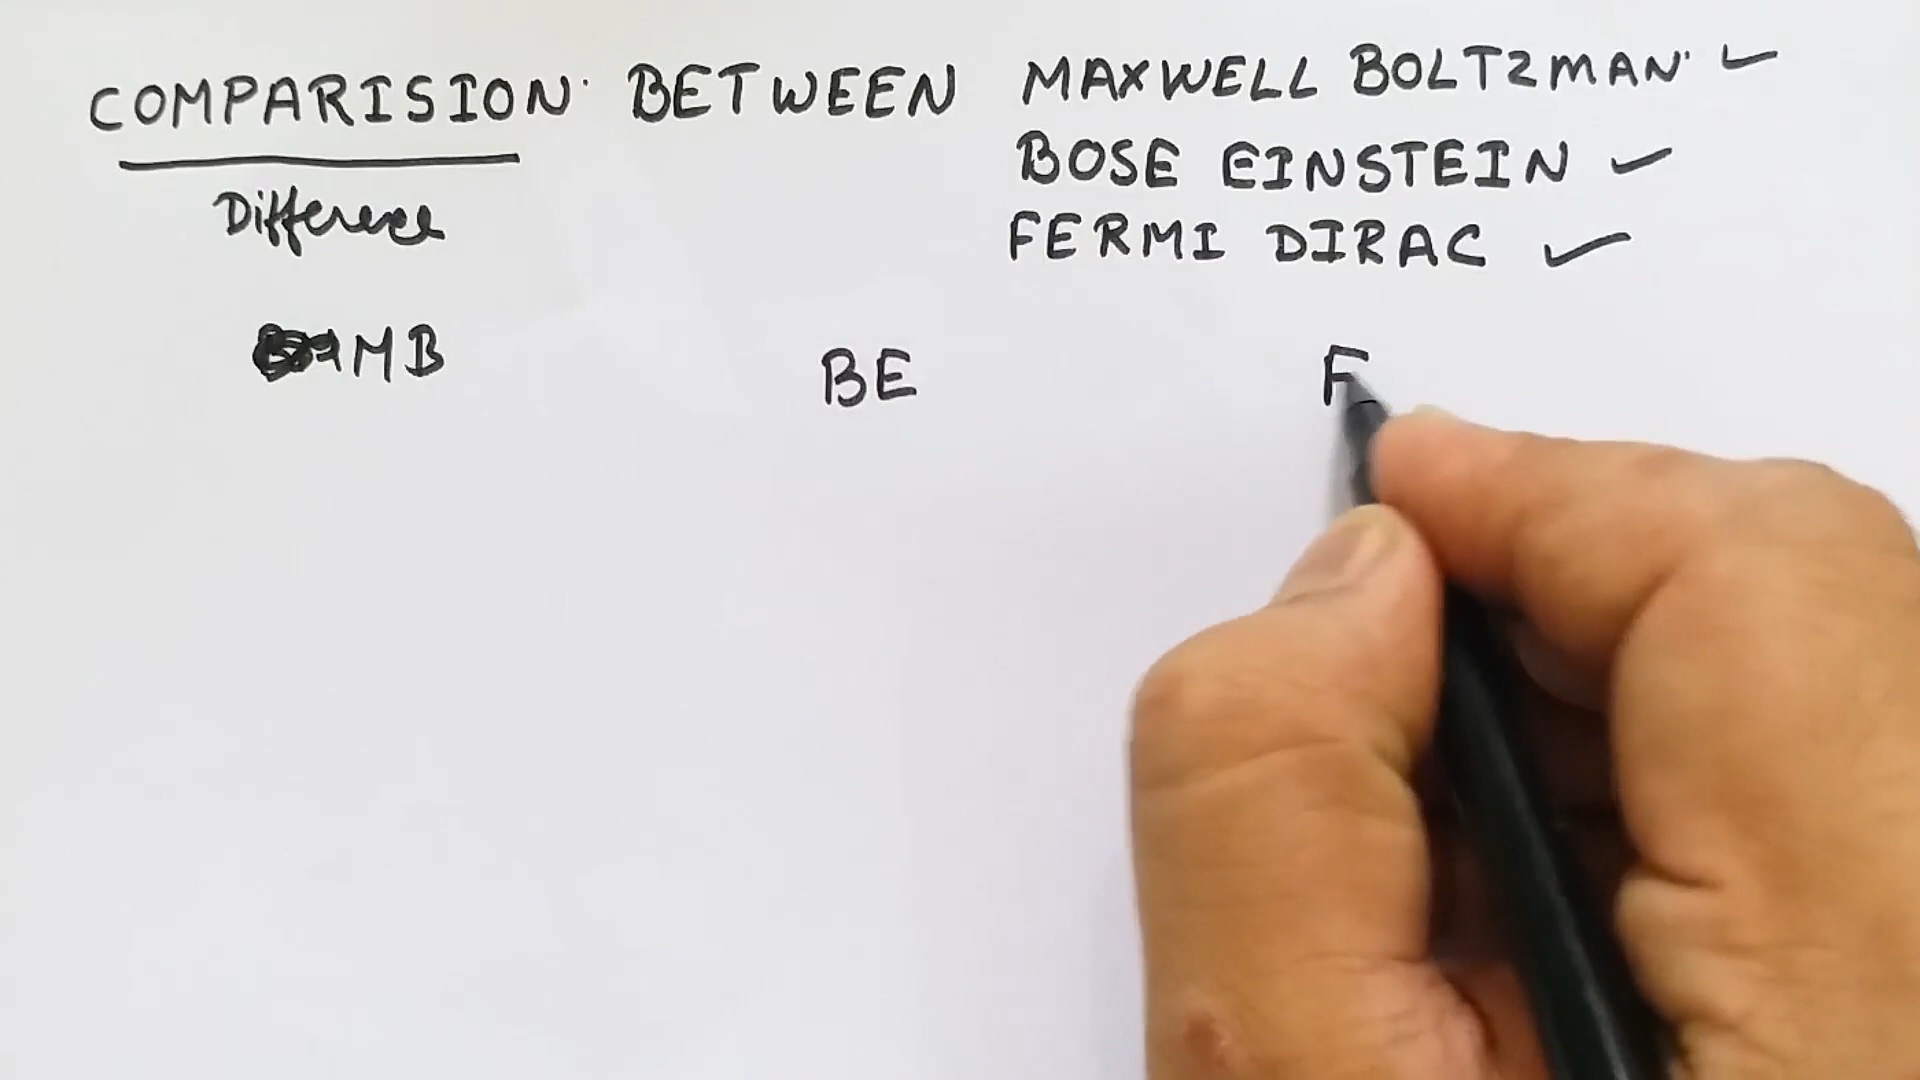 COMPARISION BETWEEN MAXWELL BOLTZMAN
BOSE EINSTEIN
FERMI DIRAC
Difference
MB BE F